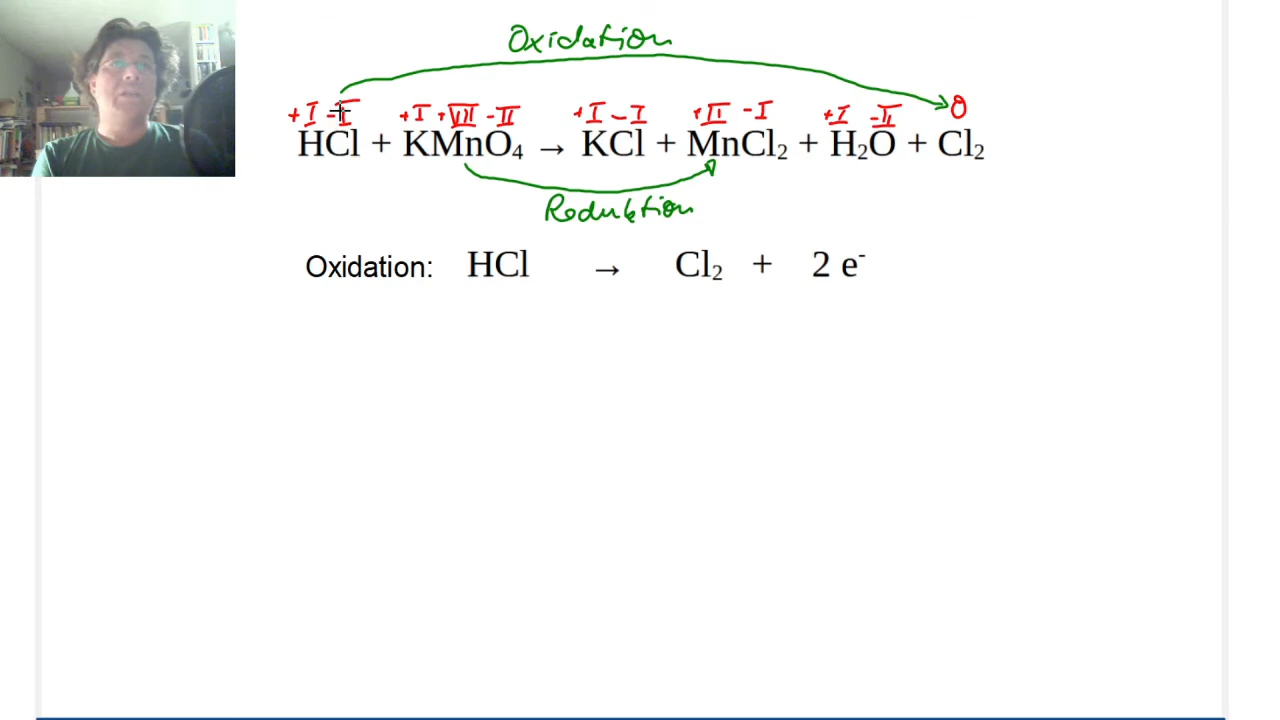 Oxidation
+I -I +I +VII -II +I -I +II -I +I -II 0
HCl + KMnO₄ → KCl + MnCl₂ + H₂O + Cl₂
Reduktion
Oxidation: HCl → Cl₂ + 2 e⁻